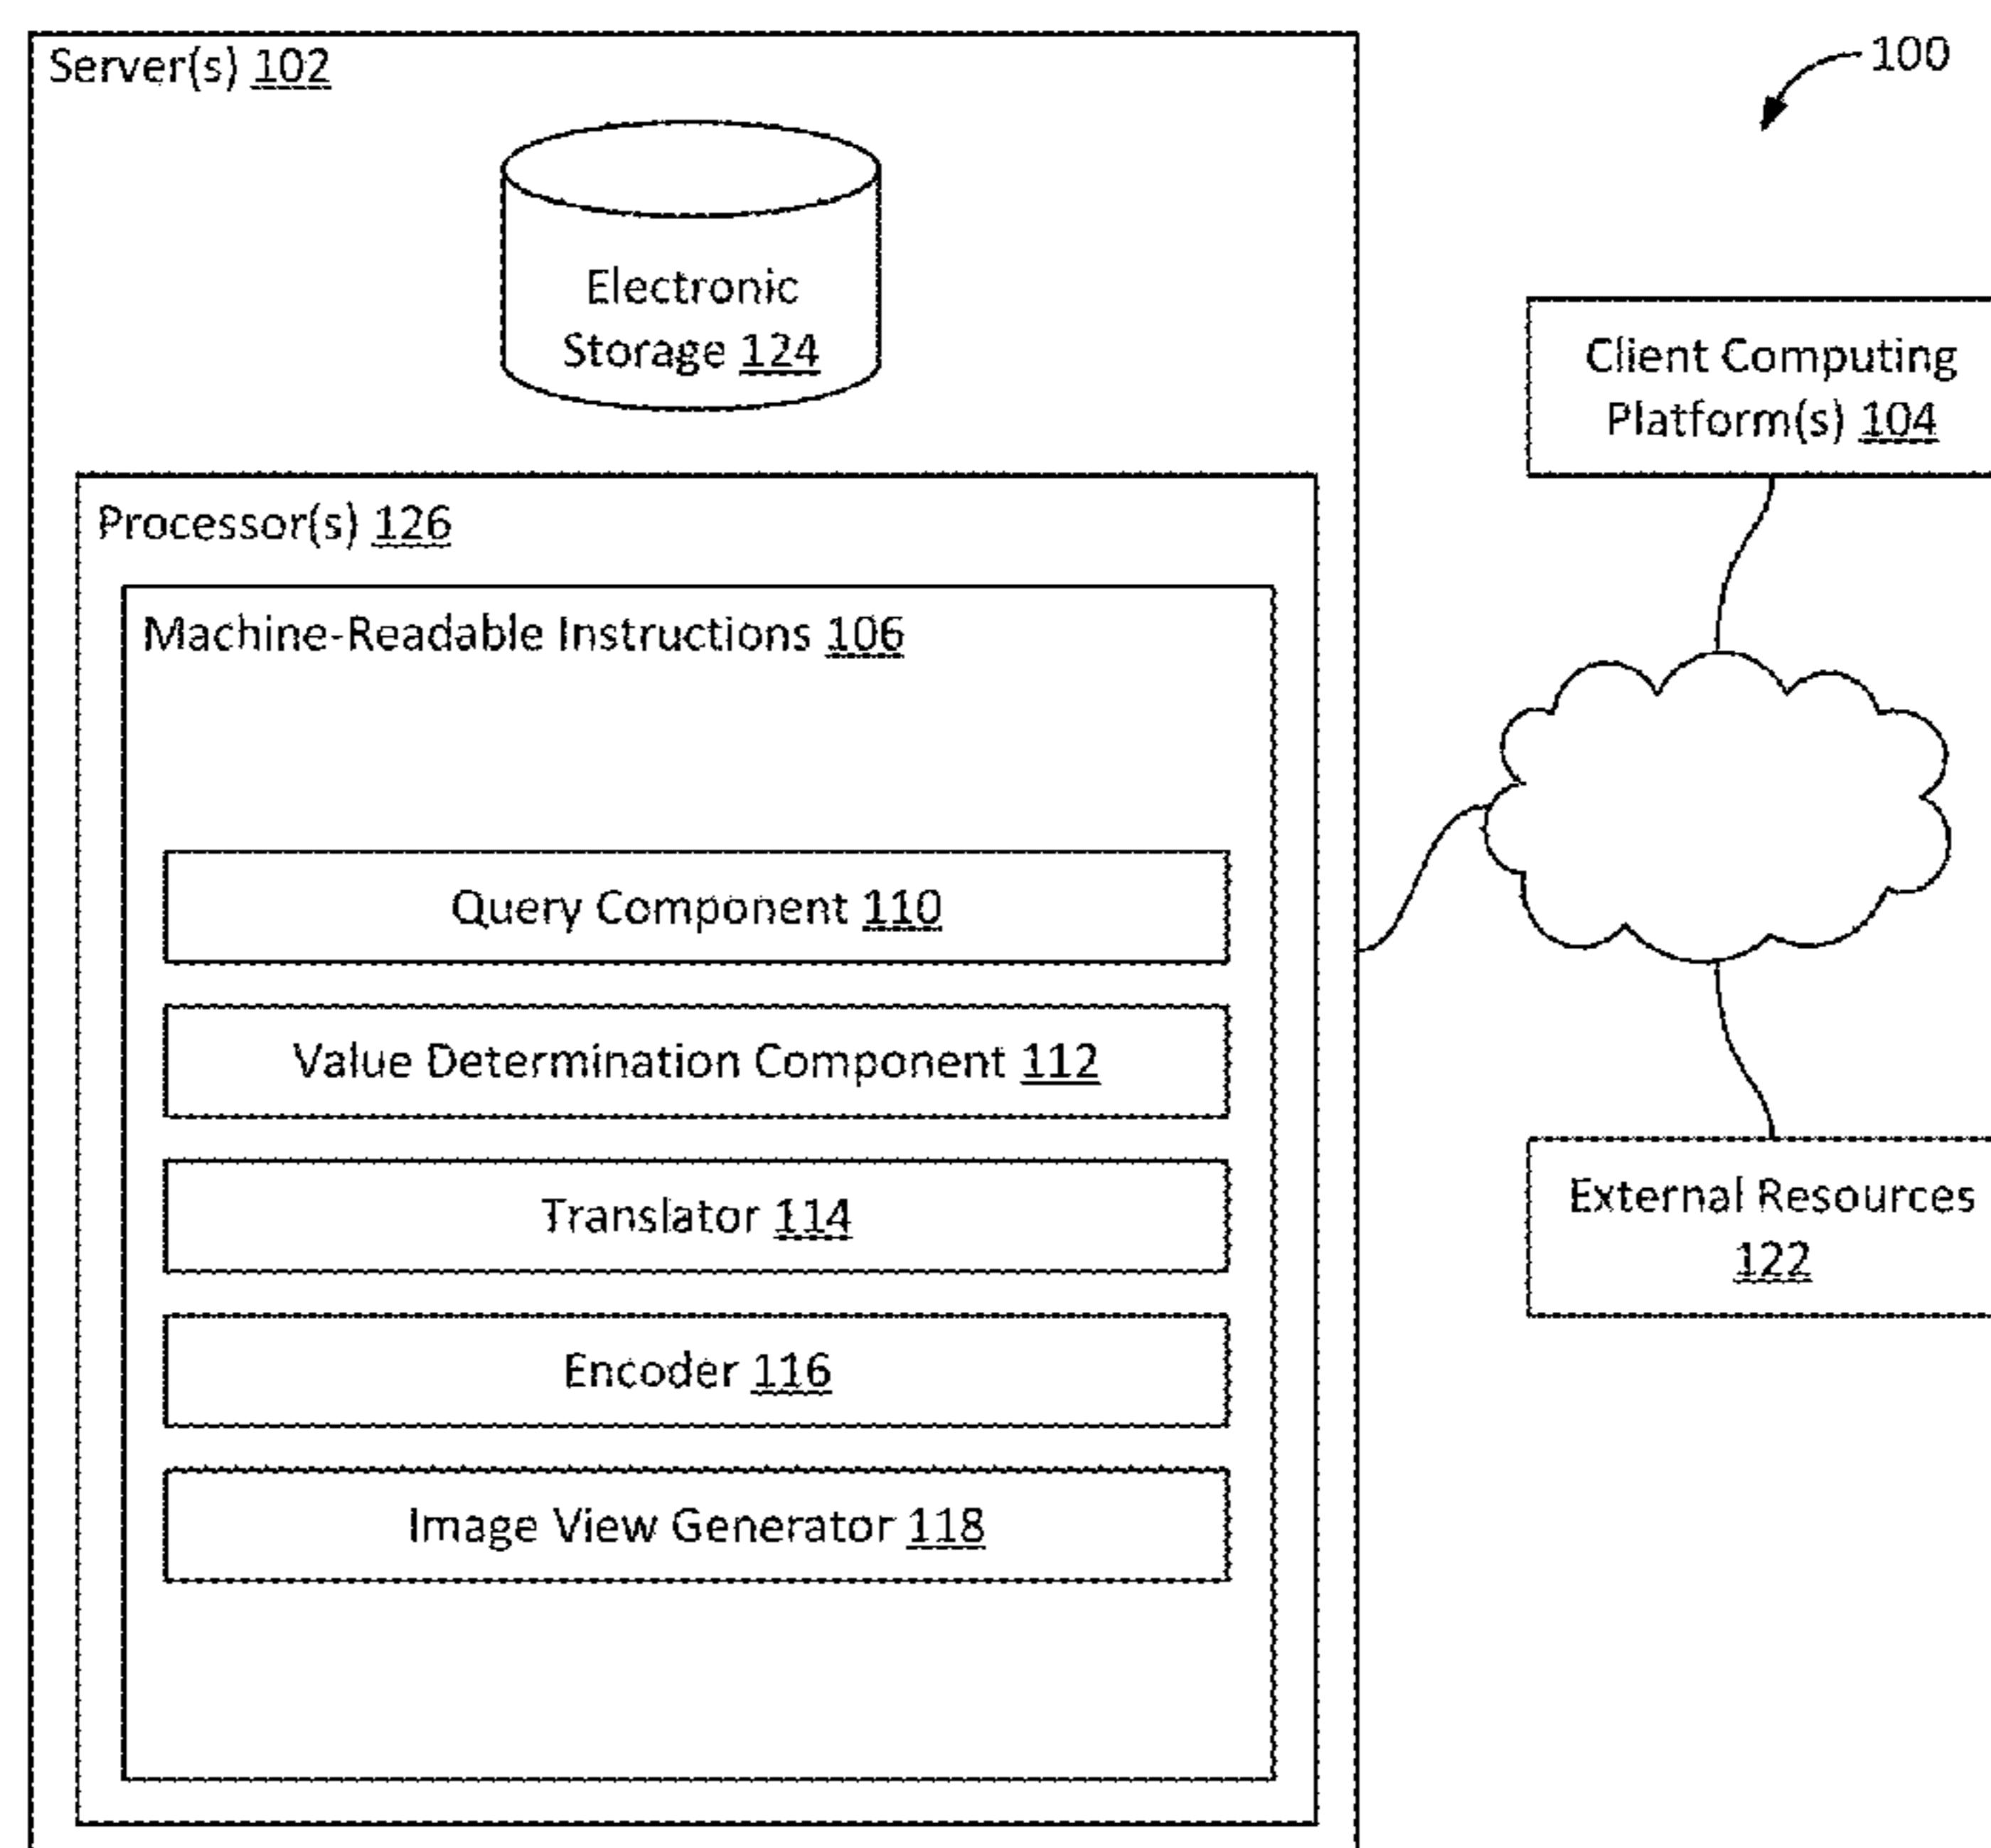 Server(s) 102
100
Electronic
Storage 124
Client Computing
Platform(s) 104
Processor(s) 126
Machine-Readable Instructions 106
Query Component 110
Value Determination Component 112
Translator 114
External Resources
122
Encoder 116
Image View Generator 118